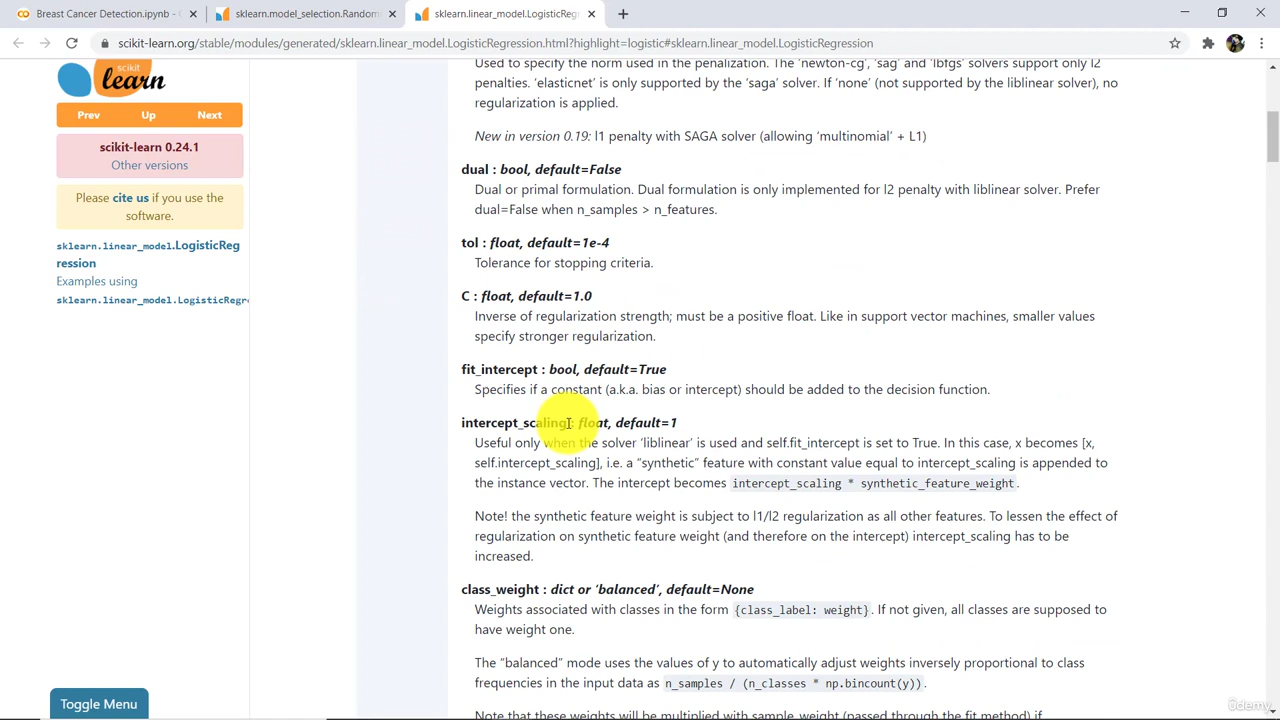 Breast Cancer Detection.ipynb - C
sklearn.model_selection.Random
sklearn.linear_model.LogisticReg
scikit-learn.org/stable/modules/generated/sklearn.linear_model.LogisticRegression.html?highlight=logistic#sklearn.linear_model.LogisticRegression
scikit
learn
Prev Up Next
scikit-learn 0.24.1
Other versions
Please cite us if you use the
software.
sklearn.linear_model.LogisticReg
ression
Examples using
sklearn.linear_model.LogisticRegre
Toggle Menu
Used to specify the norm used in the penalization. The ‘newton-cg’, ‘sag’ and ‘lbfgs’ solvers support only l2
penalties. ‘elasticnet’ is only supported by the ‘saga’ solver. If ‘none’ (not supported by the liblinear solver), no
regularization is applied.
New in version 0.19: l1 penalty with SAGA solver (allowing ‘multinomial’ + L1)
dual : bool, default=False
Dual or primal formulation. Dual formulation is only implemented for l2 penalty with liblinear solver. Prefer
dual=False when n_samples > n_features.
tol : float, default=1e-4
Tolerance for stopping criteria.
C : float, default=1.0
Inverse of regularization strength; must be a positive float. Like in support vector machines, smaller values
specify stronger regularization.
fit_intercept : bool, default=True
Specifies if a constant (a.k.a. bias or intercept) should be added to the decision function.
intercept_scaling : float, default=1
Useful only when the solver ‘liblinear’ is used and self.fit_intercept is set to True. In this case, x becomes [x,
self.intercept_scaling], i.e. a “synthetic” feature with constant value equal to intercept_scaling is appended to
the instance vector. The intercept becomes intercept_scaling * synthetic_feature_weight.
Note! the synthetic feature weight is subject to l1/l2 regularization as all other features. To lessen the effect of
regularization on synthetic feature weight (and therefore on the intercept) intercept_scaling has to be
increased.
class_weight : dict or ‘balanced’, default=None
Weights associated with classes in the form {class_label: weight}. If not given, all classes are supposed to
have weight one.
The “balanced” mode uses the values of y to automatically adjust weights inversely proportional to class
frequencies in the input data as n_samples / (n_classes * np.bincount(y)).
Note that these weights will be multiplied with sample_weight (passed through the fit method) if
ûdemy